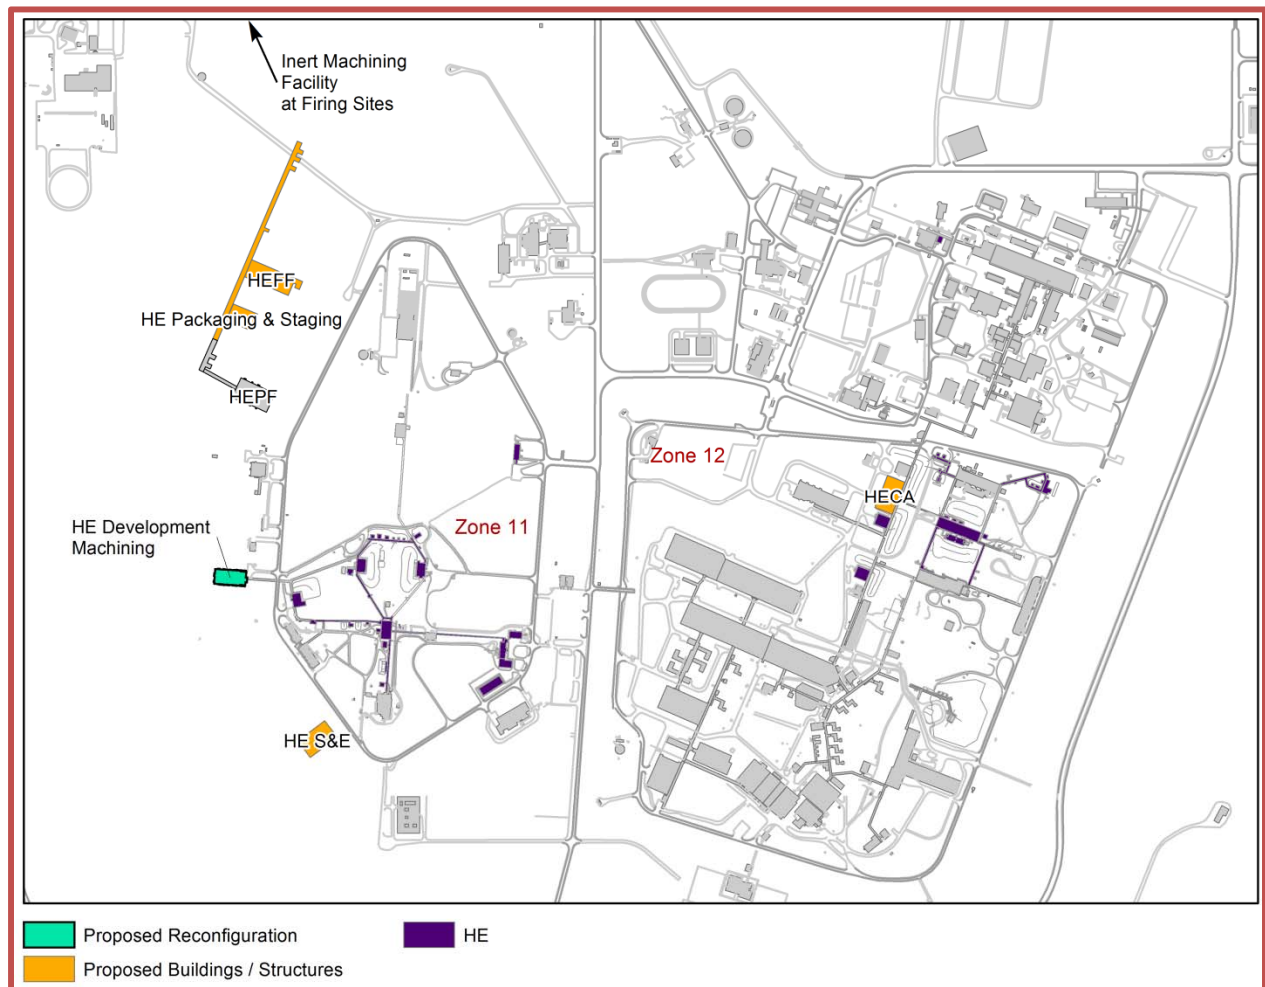 Inert Machining
Facility
at Firing Sites
HEFF
HE Packaging & Staging
HEPF
Zone 12
HECA
HE Development
Machining
Zone 11
HE S&E
Proposed Reconfiguration
HE
Proposed Buildings / Structures